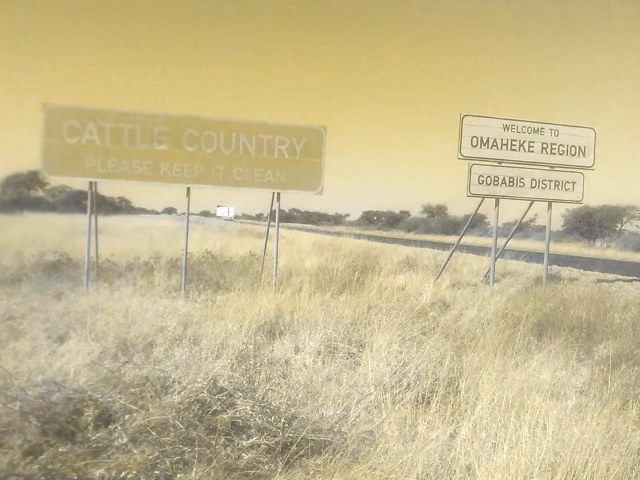 CATTLE COUNTRY
PLEASE KEEP IT CLEAN
WELCOME TO
OMAHEKE REGION
GOBABIS DISTRICT